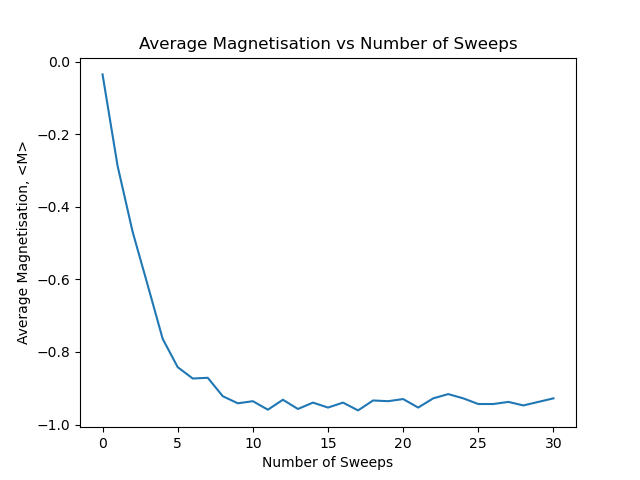 Average Magnetisation vs Number of Sweeps
0.0
−0.2
−0.4
−0.6
−0.8
−1.0
Average Magnetisation, <M>
0 5 10 15 20 25 30
Number of Sweeps